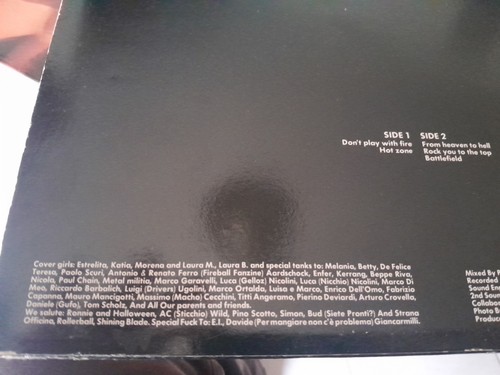 SIDE 1
Don't play with fire
Hot zone
SIDE 2
From heaven to hell
Rock you to the top
Battlefield
Cover girls: Estrelita, Katia, Morena and Laura M., Laura B. and special tanks to: Melania, Betty, De Felice
Teresa, Paolo Scuri, Antonio & Renato Ferro (Fireball Fanzine) Aardschock, Enfer, Kerrang, Beppe Riva,
Nicola, Paul Chain, Metal militia, Marco Garavelli, Luca (Gellaz) Nicolini, Luca (Nicchio) Nicolini, Marco Di
Meo, Riccardo Barbalich, Luigi (Drivers) Ugolini, Marco Ortalda, Luisa e Marco, Enrico Dell'Omo, Fabrizio
Capanna, Mauro Mancigotti, Massimo (Macho) Cecchini, Titti Angeramo, Pierina Deviardi, Arturo Cravella,
Daniele (Gufo), Tom Scholz, And All Our parents and friends.
We salute: Ronnie and Halloween, AC (Sticchio) Wild, Pino Scotto, Simon, Bud (Siete Pronti?) And Strana
Officina, Rollerball, Shining Blade. Special Fuck To: E.I., Davide (Per mangiare non c'è problema) Giancarmilli.
Mixed By
Recorded
Sound En
2nd Soun
Collabor
Photo B
Produce